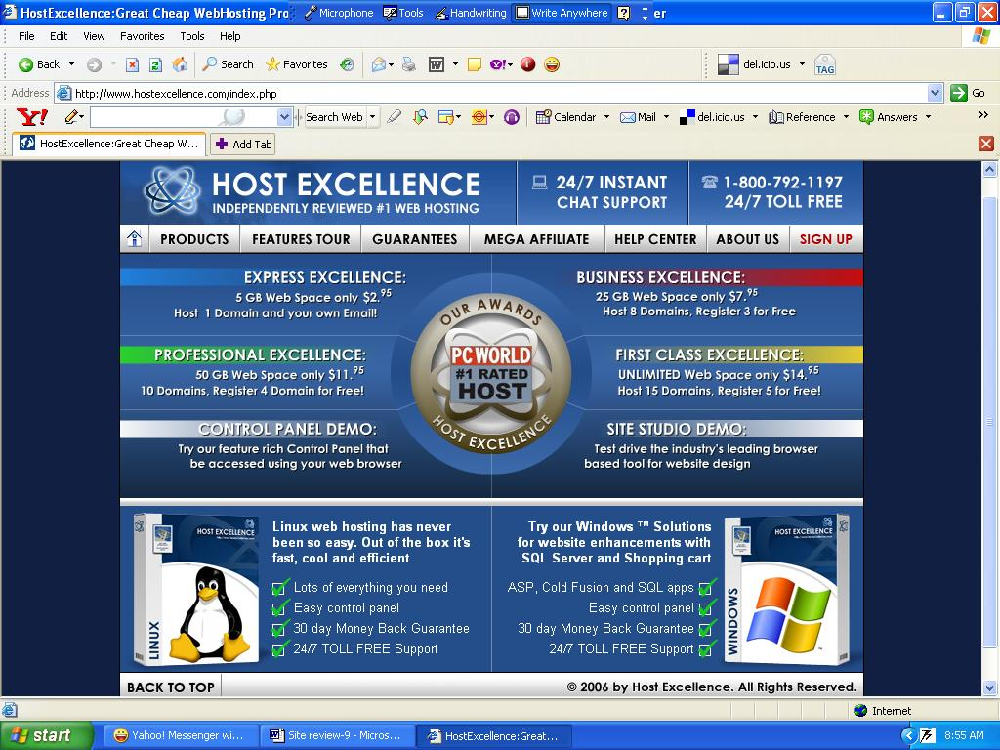 HostExcellence:Great Cheap WebHosting Pro
Microphone
Tools
Handwriting
Write Anywhere
er
File Edit View Favorites Tools Help
Back
Search
Favorites
del.icio.us
TAG
Address http://www.hostexcellence.com/index.php
Go
Y!
Search Web
Calendar
Mail
del.icio.us
Reference
Answers
HostExcellence:Great Cheap W...
Add Tab
HOST EXCELLENCE
INDEPENDENTLY REVIEWED #1 WEB HOSTING
24/7 INSTANT
CHAT SUPPORT
1-800-792-1197
24/7 TOLL FREE
PRODUCTS
FEATURES TOUR
GUARANTEES
MEGA AFFILIATE
HELP CENTER
ABOUT US
SIGN UP
EXPRESS EXCELLENCE:
5 GB Web Space only $2.95
Host 1 Domain and your own Email!
BUSINESS EXCELLENCE:
25 GB Web Space only $7.95
Host 8 Domains, Register 3 for Free
PROFESSIONAL EXCELLENCE:
50 GB Web Space only $11.95
10 Domains, Register 4 Domain for Free!
OUR AWARDS
PC WORLD
#1 RATED
HOST
HOST EXCELLENCE
FIRST CLASS EXCELLENCE:
UNLIMITED Web Space only $14.95
Host 15 Domains, Register 5 for Free!
CONTROL PANEL DEMO:
Try our feature rich Control Panel that
be accessed using your web browser
SITE STUDIO DEMO:
Test drive the industry's leading browser
based tool for website design
HOST EXCELLENCE
LINUX
Linux web hosting has never
been so easy. Out of the box it's
fast, cool and efficient
Lots of everything you need
Easy control panel
30 day Money Back Guarantee
24/7 TOLL FREE Support
Try our Windows ™ Solutions
for website enhancements with
SQL Server and Shopping cart
ASP, Cold Fusion and SQL apps
Easy control panel
30 day Money Back Guarantee
24/7 TOLL FREE Support
HOST EXCELLENCE
WINDOWS
BACK TO TOP
© 2006 by Host Excellence. All Rights Reserved.
Internet
start
Yahoo! Messenger wi...
Site review-9 - Micros...
HostExcellence:Great...
8:55 AM